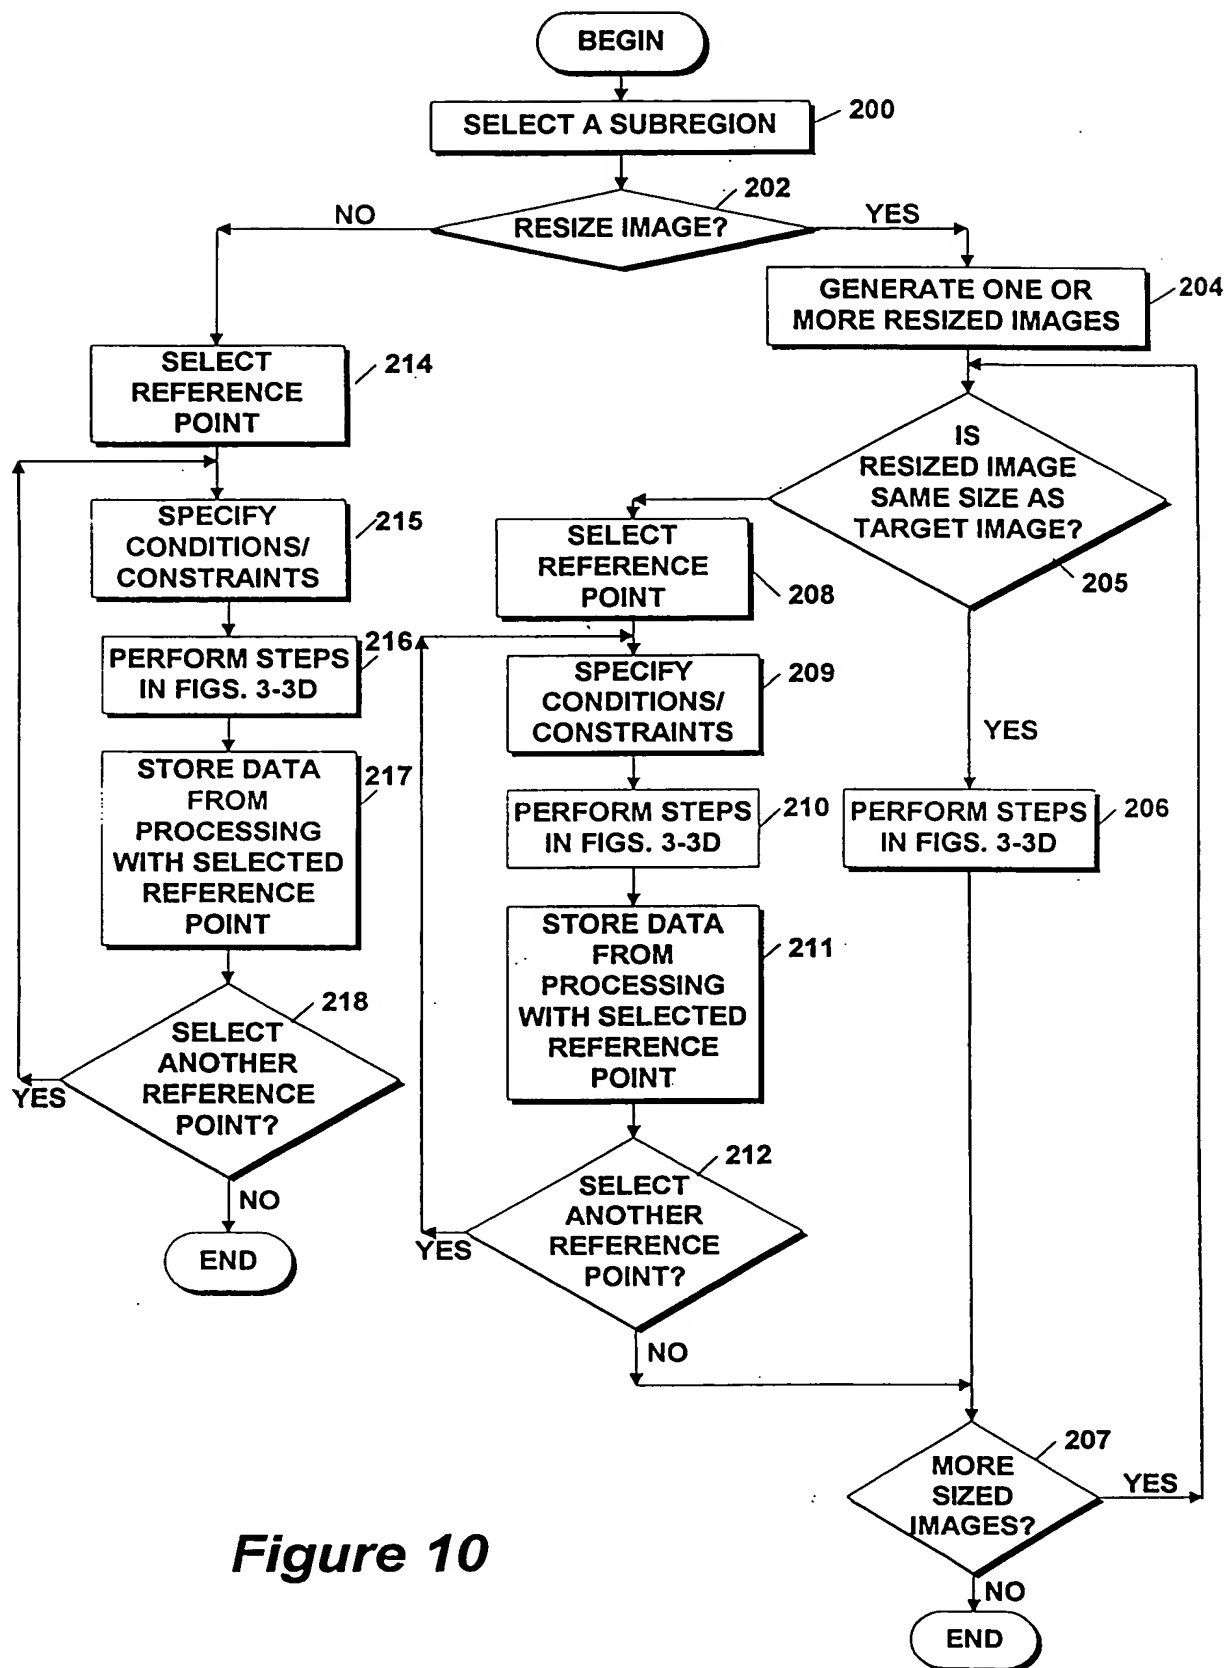 BEGIN
SELECT A SUBREGION
200
202
RESIZE IMAGE?
NO
YES
GENERATE ONE OR
MORE RESIZED IMAGES
204
SELECT
REFERENCE
POINT
214
SPECIFY
CONDITIONS/
CONSTRAINTS
215
PERFORM STEPS
IN FIGS. 3-3D
216
STORE DATA
FROM
PROCESSING
WITH SELECTED
REFERENCE
POINT
217
218
SELECT
ANOTHER
REFERENCE
POINT?
YES
NO
END
IS
RESIZED IMAGE
SAME SIZE AS
TARGET IMAGE?
205
SELECT
REFERENCE
POINT
208
SPECIFY
CONDITIONS/
CONSTRAINTS
209
PERFORM STEPS
IN FIGS. 3-3D
210
STORE DATA
FROM
PROCESSING
WITH SELECTED
REFERENCE
POINT
211
212
SELECT
ANOTHER
REFERENCE
POINT?
YES
NO
YES
PERFORM STEPS
IN FIGS. 3-3D
206
207
MORE
SIZED
IMAGES?
YES
NO
END
Figure 10